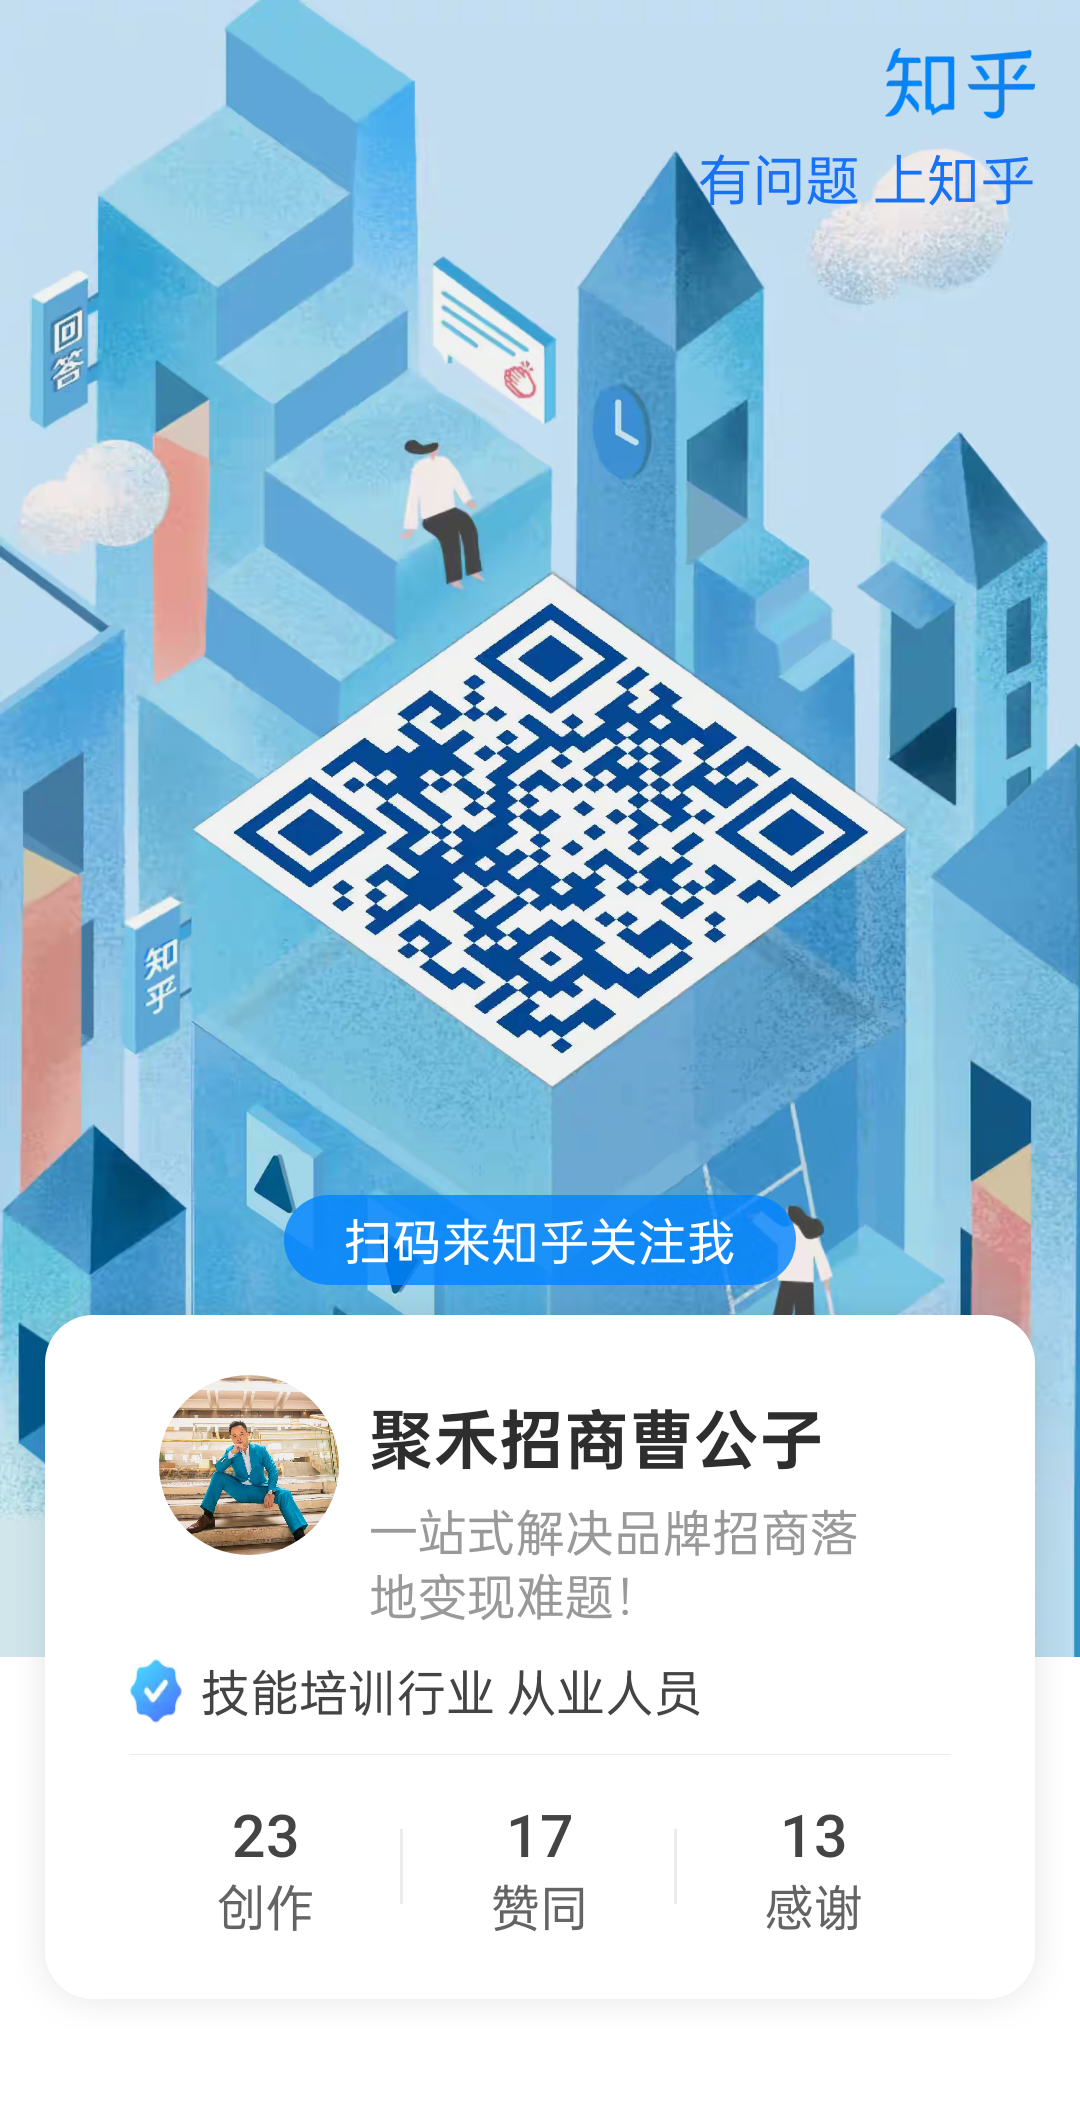 知乎
有问题 上知乎
回答
知乎
扫码来知乎关注我
聚禾招商曹公子
一站式解决品牌招商落
地变现难题！
技能培训行业 从业人员
23
17
13
创作
赞同
感谢